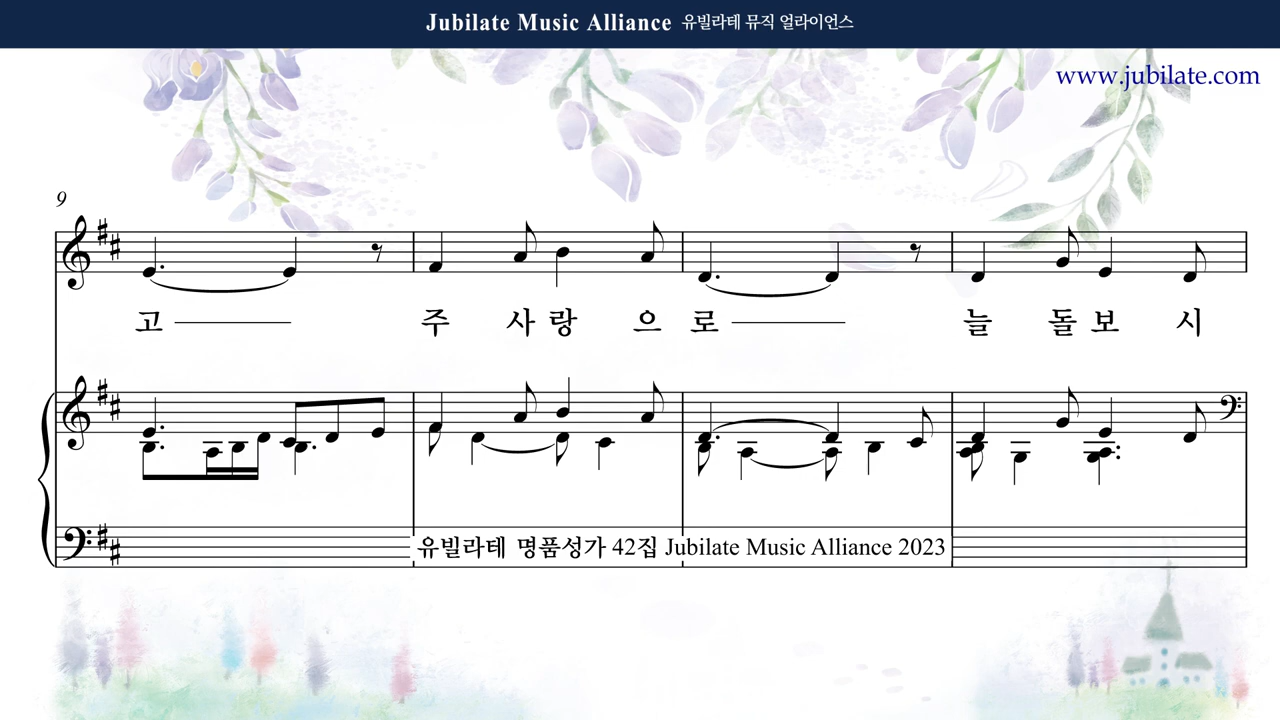 Jubilate Music Alliance 유빌라테 뮤직 얼라이언스
www.jubilate.com
9
고 주 사 랑 으 로 늘 돌 보 시
유빌라테 명품성가 42집 Jubilate Music Alliance 2023